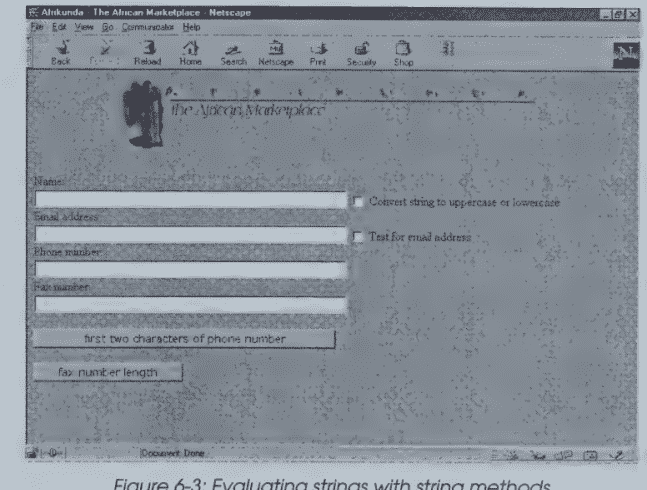 Afrikunda - The African Marketplace - Netscape
File Edit View Go Communicator Help
Back Reload Home Search Netscape Print Security Shop
N
the African Marketplace
Name:
Convert string to uppercase or lowercase
Email address:
Test for email address
Phone number:
Fax number:
first two characters of phone number
fax number length
Document: Done
Figure 6-3: Evaluating strings with string methods